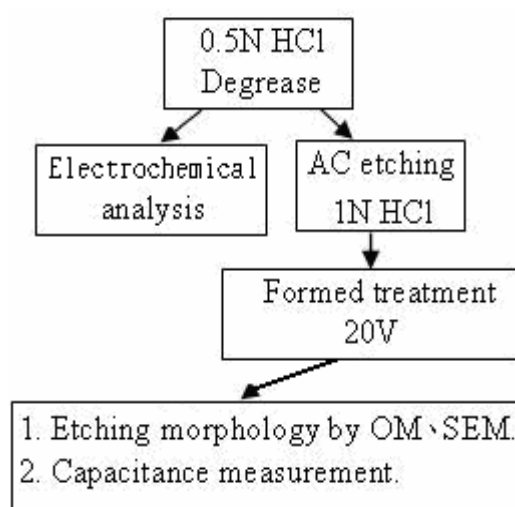 0.5N HCl
Degrease
Electrochemical
analysis
AC etching
1N HCl
Formed treatment
20V
1. Etching morphology by OM、SEM.
2. Capacitance measurement.